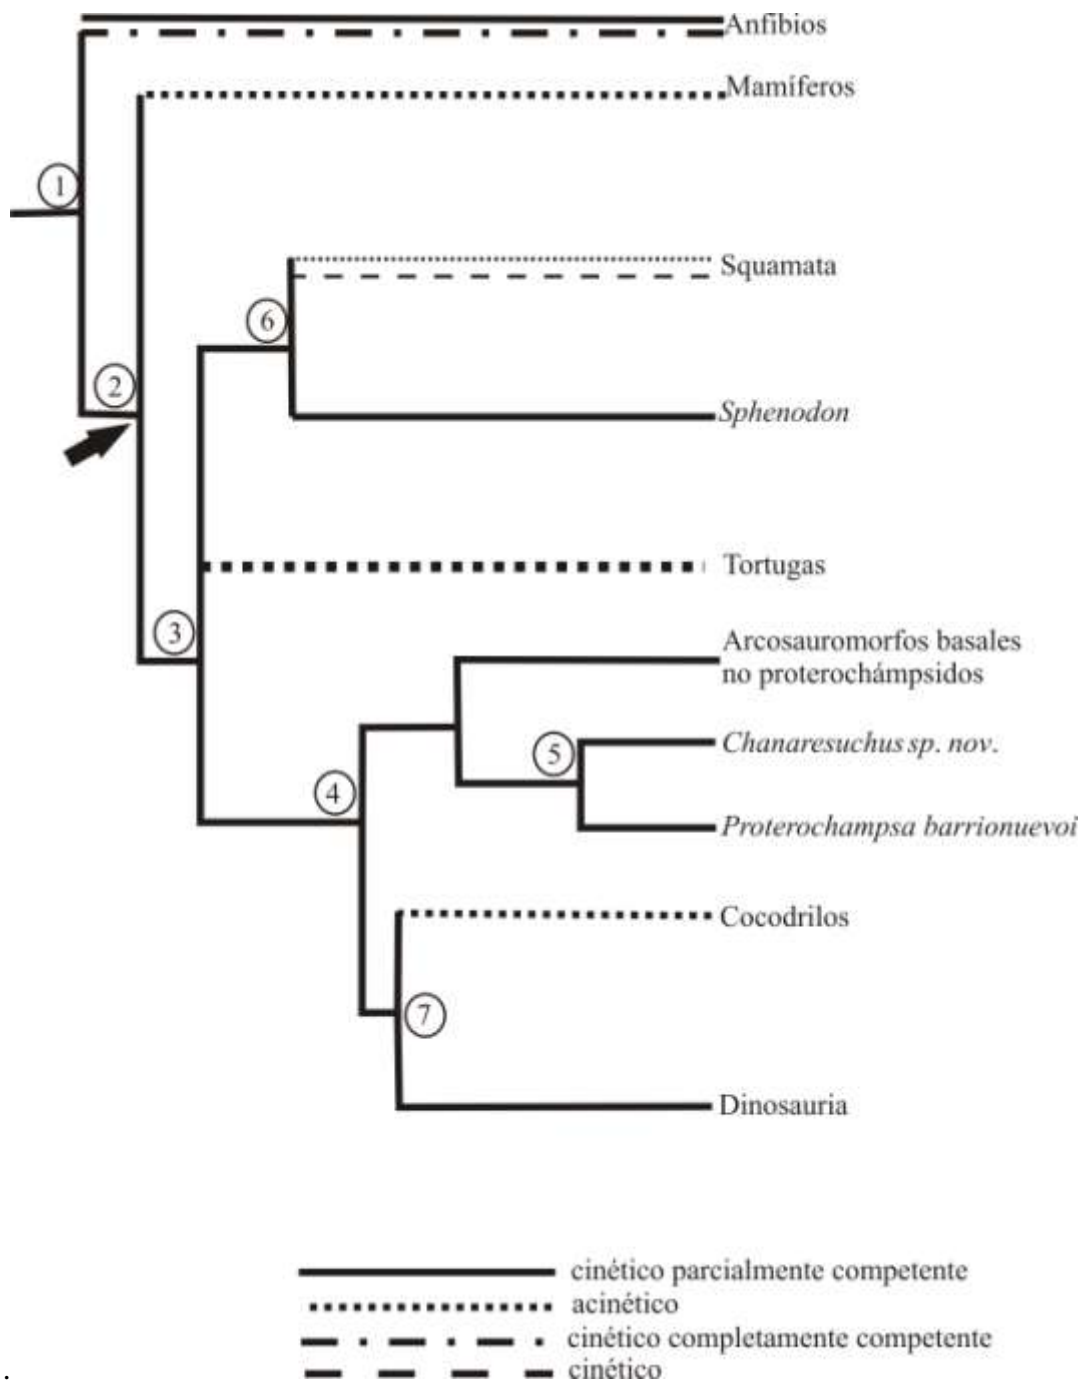 Anfibios
Mamíferos
1
Squamata
6
2
Sphenodon
Tortugas
3
Arcosauromorfos basales
no proterochámpsidos
Chanaresuchus sp. nov.
5
4
Proterochampsa barrionuevoi
Cocodrilos
7
Dinosauria
cinético parcialmente competente
acinético
cinético completamente competente
cinético
.